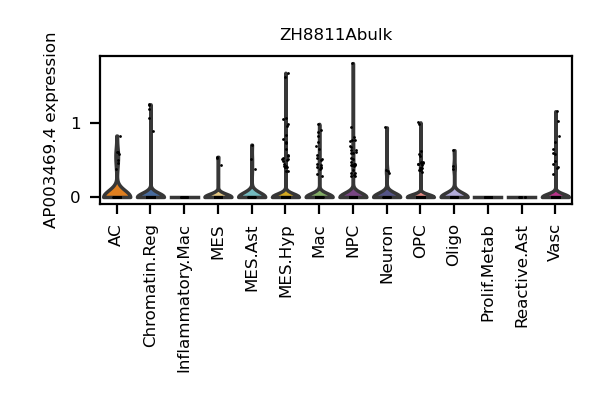 ZH8811Abulk
AP003469.4 expression
1
0
AC
Chromatin.Reg
Inflammatory.Mac
MES
MES.Ast
MES.Hyp
Mac
NPC
Neuron
OPC
Oligo
Prolif.Metab
Reactive.Ast
Vasc